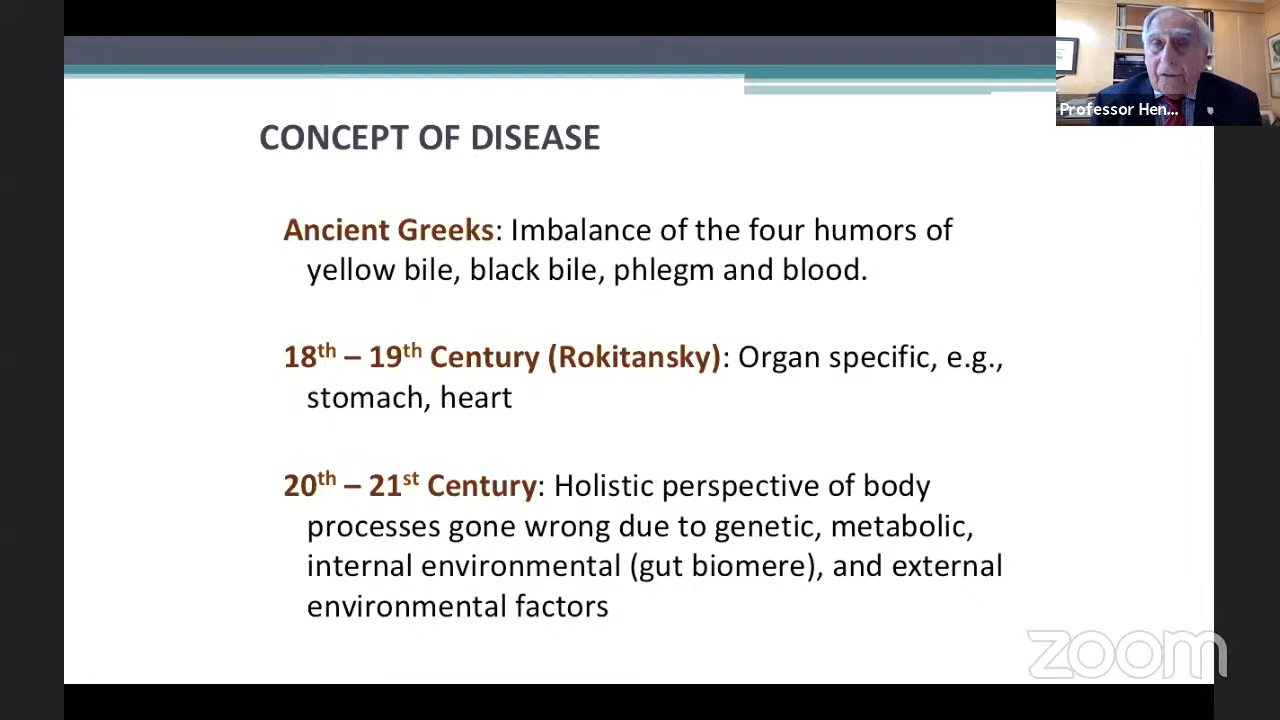 Professor Hen...
CONCEPT OF DISEASE
Ancient Greeks: Imbalance of the four humors of
yellow bile, black bile, phlegm and blood.
18th – 19th Century (Rokitansky): Organ specific, e.g.,
stomach, heart
20th – 21st Century: Holistic perspective of body
processes gone wrong due to genetic, metabolic,
internal environmental (gut biomere), and external
environmental factors
zoom